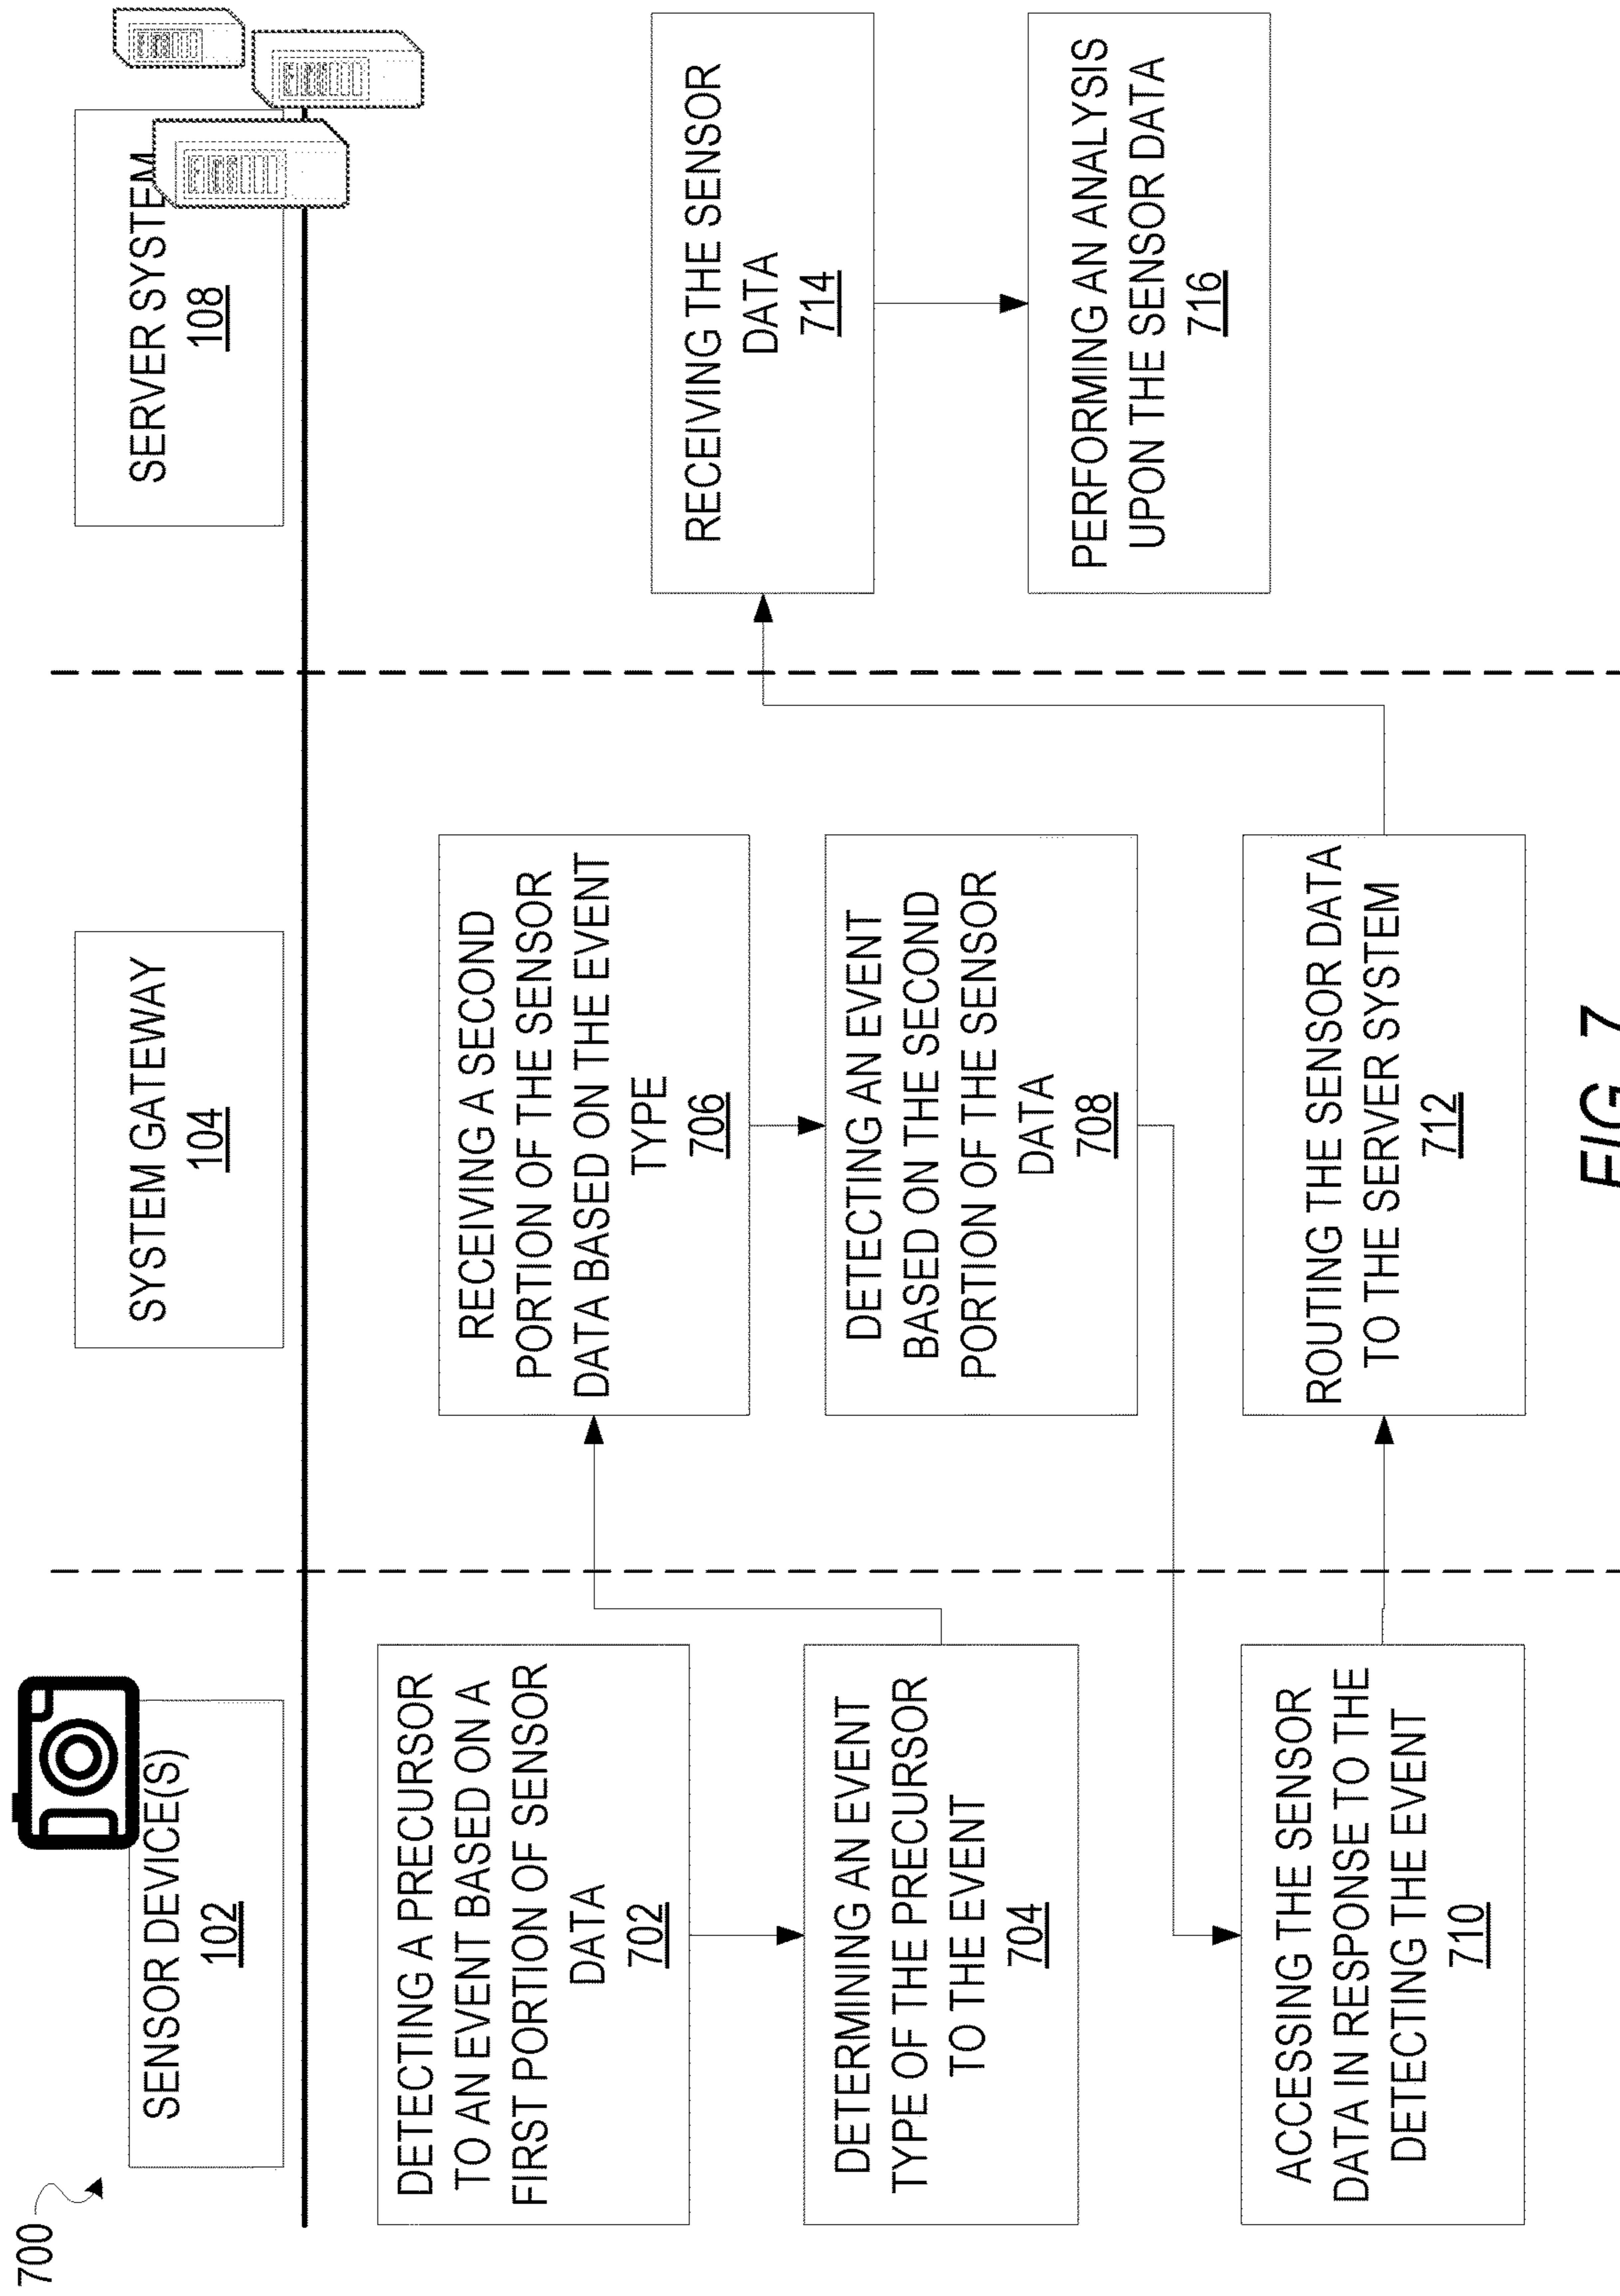 700
SENSOR DEVICE(S)
102
SYSTEM GATEWAY
104
SERVER SYSTEM
108
DETECTING A PRECURSOR
TO AN EVENT BASED ON A
FIRST PORTION OF SENSOR
DATA
702
DETERMINING AN EVENT
TYPE OF THE PRECURSOR
TO THE EVENT
704
RECEIVING A SECOND
PORTION OF THE SENSOR
DATA BASED ON THE EVENT
TYPE
706
DETECTING AN EVENT
BASED ON THE SECOND
PORTION OF THE SENSOR
DATA
708
ACCESSING THE SENSOR
DATA IN RESPONSE TO THE
DETECTING THE EVENT
710
ROUTING THE SENSOR DATA
TO THE SERVER SYSTEM
712
RECEIVING THE SENSOR
DATA
714
PERFORMING AN ANALYSIS
UPON THE SENSOR DATA
716
FIG. 7